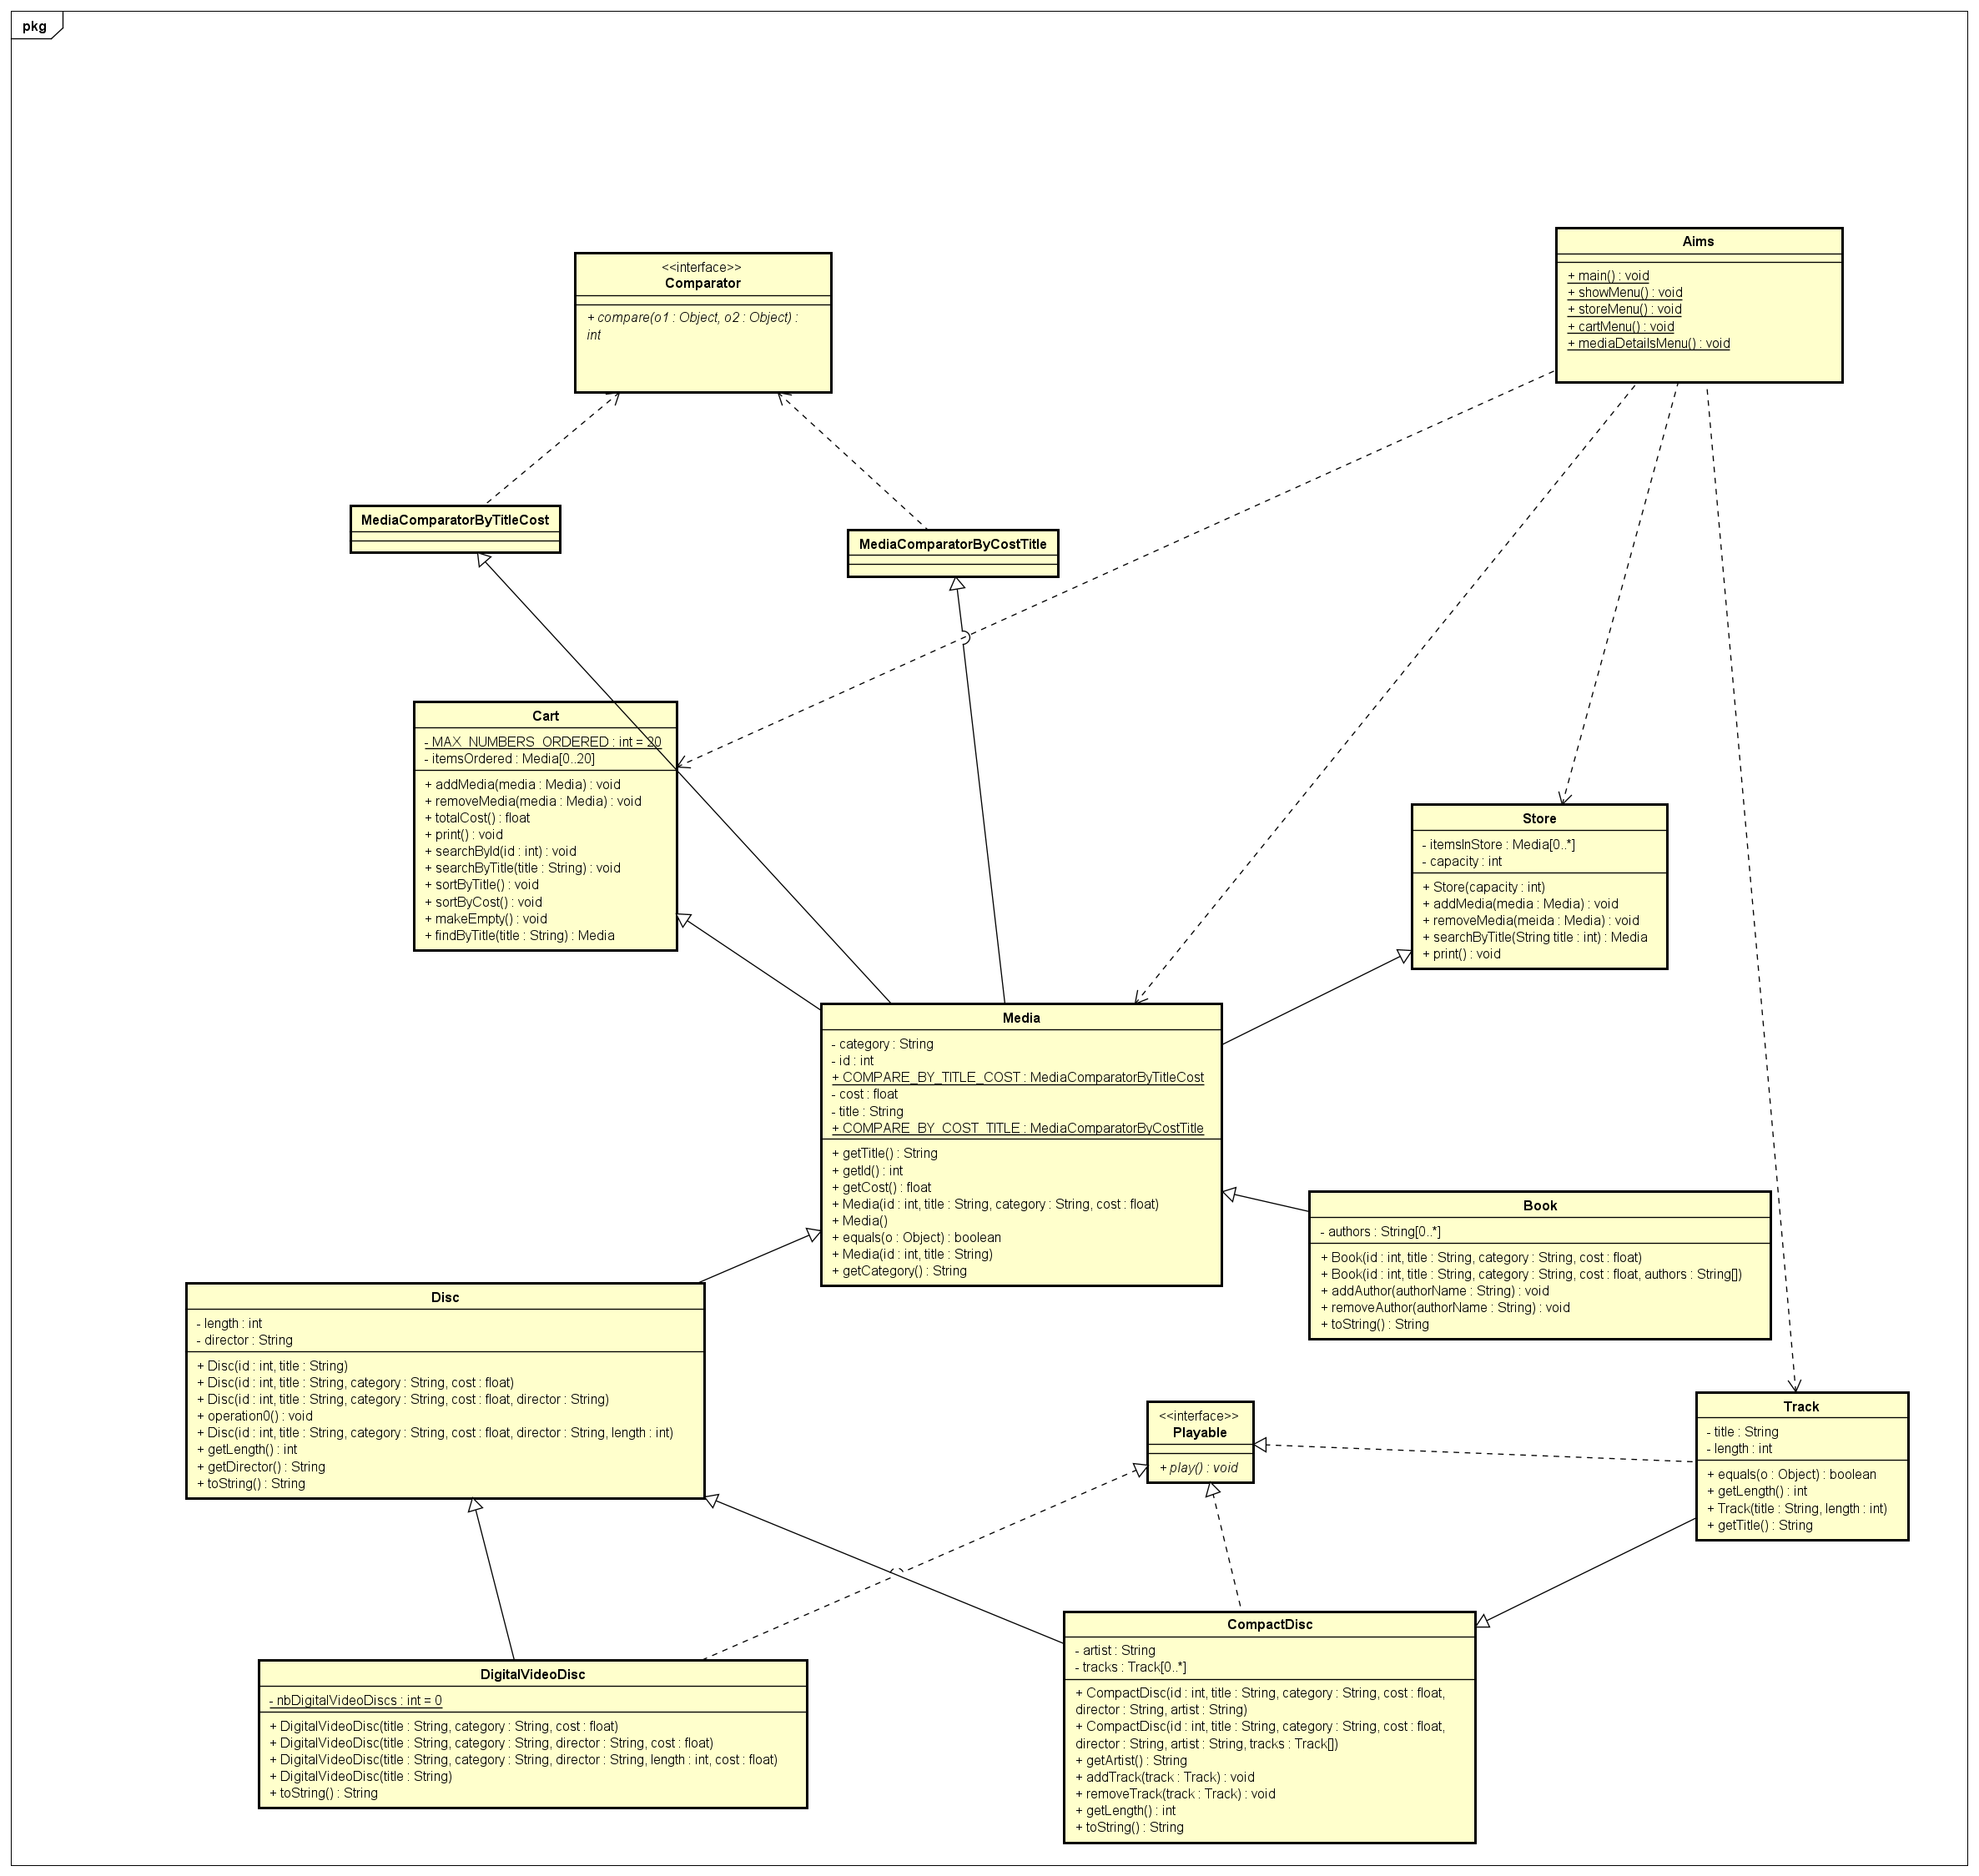 pkg
Aims
+ main() : void
+ showMenu() : void
+ storeMenu() : void
+ cartMenu() : void
+ mediaDetailsMenu() : void
<<interface>>
Comparator
+ compare(o1 : Object, o2 : Object) :
int
MediaComparatorByTitleCost
MediaComparatorByCostTitle
Cart
- MAX_NUMBERS_ORDERED : int = 20
- itemsOrdered : Media[0..20]
+ addMedia(media : Media) : void
+ removeMedia(media : Media) : void
+ totalCost() : float
+ print() : void
+ searchById(id : int) : void
+ searchByTitle(title : String) : void
+ sortByTitle() : void
+ sortByCost() : void
+ makeEmpty() : void
+ findByTitle(title : String) : Media
Store
- itemsInStore : Media[0..*]
- capacity : int
+ Store(capacity : int)
+ addMedia(media : Media) : void
+ removeMedia(meida : Media) : void
+ searchByTitle(String title : int) : Media
+ print() : void
Media
- category : String
- id : int
+ COMPARE_BY_TITLE_COST : MediaComparatorByTitleCost
- cost : float
- title : String
+ COMPARE_BY_COST_TITLE : MediaComparatorByCostTitle
+ getTitle() : String
+ getId() : int
+ getCost() : float
+ Media(id : int, title : String, category : String, cost : float)
+ Media()
+ equals(o : Object) : boolean
+ Media(id : int, title : String)
+ getCategory() : String
Book
- authors : String[0..*]
+ Book(id : int, title : String, category : String, cost : float)
+ Book(id : int, title : String, category : String, cost : float, authors : String[])
+ addAuthor(authorName : String) : void
+ removeAuthor(authorName : String) : void
+ toString() : String
Disc
- length : int
- director : String
+ Disc(id : int, title : String)
+ Disc(id : int, title : String, category : String, cost : float)
+ Disc(id : int, title : String, category : String, cost : float, director : String)
+ operation0() : void
+ Disc(id : int, title : String, category : String, cost : float, director : String, length : int)
+ getLength() : int
+ getDirector() : String
+ toString() : String
<<interface>>
Playable
+ play() : void
Track
- title : String
- length : int
+ equals(o : Object) : boolean
+ getLength() : int
+ Track(title : String, length : int)
+ getTitle() : String
DigitalVideoDisc
- nbDigitalVideoDiscs : int = 0
+ DigitalVideoDisc(title : String, category : String, cost : float)
+ DigitalVideoDisc(title : String, category : String, director : String, cost : float)
+ DigitalVideoDisc(title : String, category : String, director : String, length : int, cost : float)
+ DigitalVideoDisc(title : String)
+ toString() : String
CompactDisc
- artist : String
- tracks : Track[0..*]
+ CompactDisc(id : int, title : String, category : String, cost : float,
director : String, artist : String)
+ CompactDisc(id : int, title : String, category : String, cost : float,
director : String, artist : String, tracks : Track[])
+ getArtist() : String
+ addTrack(track : Track) : void
+ removeTrack(track : Track) : void
+ getLength() : int
+ toString() : String